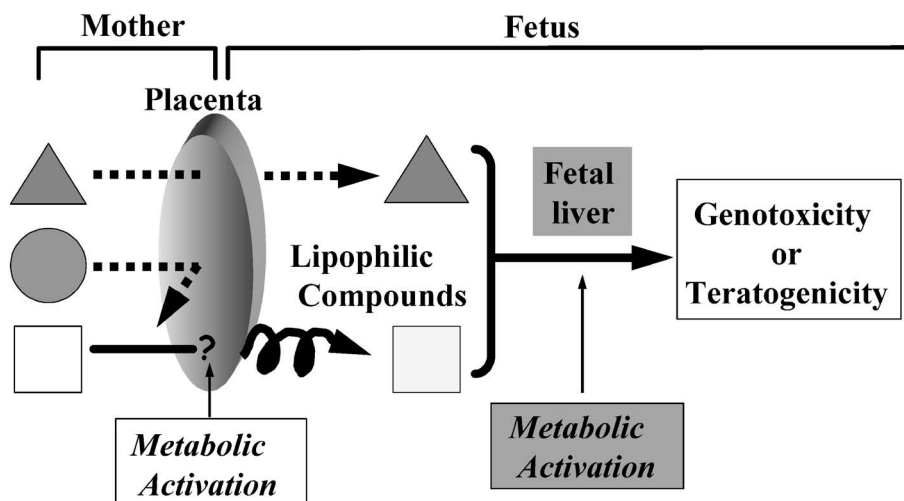 Mother
Fetus
Placenta
Fetal
liver
Genotoxicity
or
Teratogenicity
Lipophilic
Compounds
?
Metabolic
Activation
Metabolic
Activation